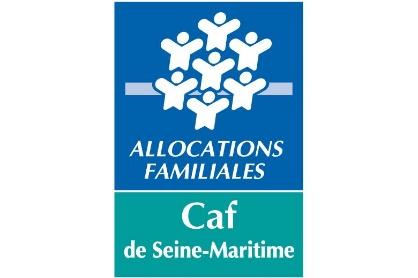 ALLOCATIONS
FAMILIALES
Caf
de Seine-Maritime